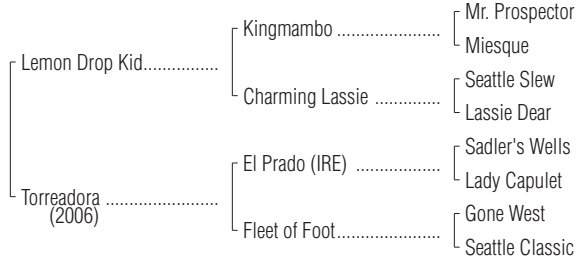 Mr. Prospector
Kingmambo ....................
Miesque
Lemon Drop Kid...............
Seattle Slew
Charming Lassie .............
Lassie Dear
Sadler's Wells
El Prado (IRE) .................
Lady Capulet
Torreadora ......................
(2006)
Gone West
Fleet of Foot....................
Seattle Classic